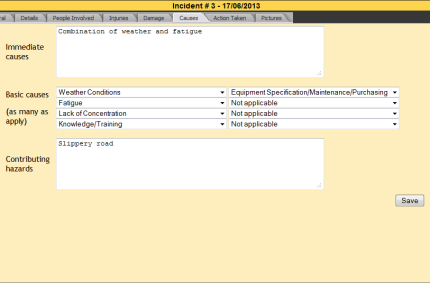 Incident # 3 - 17/06/2013
ral Details People Involved Injuries Damage Causes Action Taken Pictures
Immediate causes
Combination of weather and fatigue
Basic causes
(as many as apply)
Weather Conditions Equipment Specification/Maintenance/Purchasing
Fatigue Not applicable
Lack of Concentration Not applicable
Knowledge/Training Not applicable
Contributing hazards
Slippery road
Save